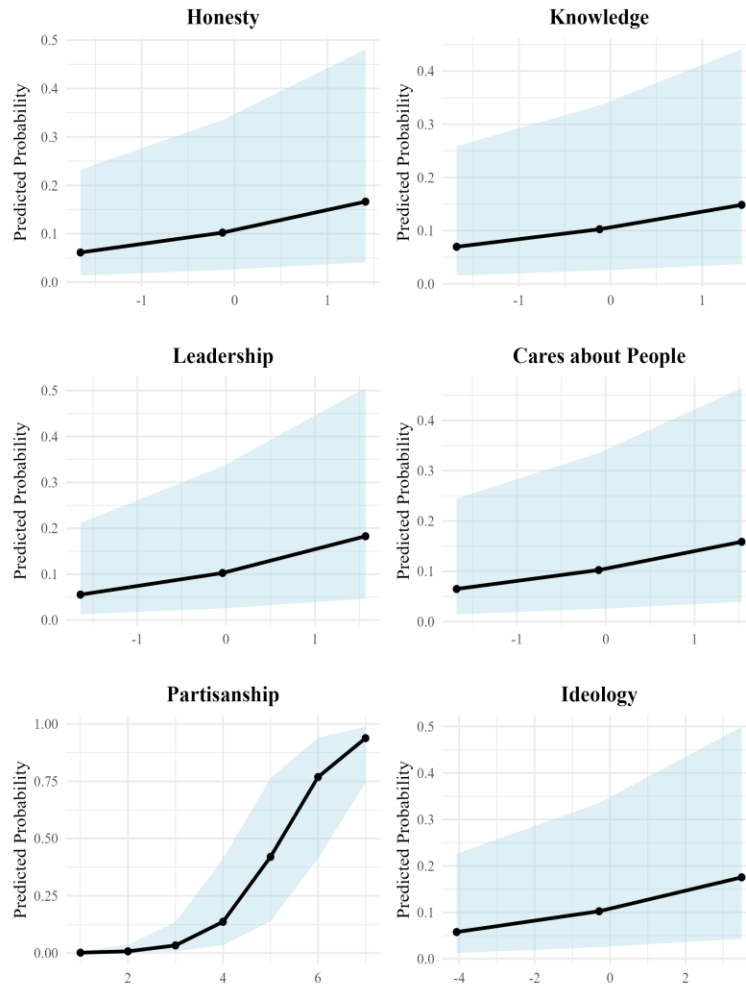 Honesty
Predicted Probability
0.5
0.4
0.3
0.2
0.1
0.0
-1 0 1
Knowledge
Predicted Probability
0.4
0.3
0.2
0.1
0.0
-1 0 1
Leadership
Predicted Probability
0.5
0.4
0.3
0.2
0.1
0.0
-1 0 1
Cares about People
Predicted Probability
0.4
0.3
0.2
0.1
0.0
-1 0 1
Partisanship
Predicted Probability
1.00
0.75
0.50
0.25
0.00
2 4 6
Ideology
Predicted Probability
0.5
0.4
0.3
0.2
0.1
0.0
-4 -2 0 2